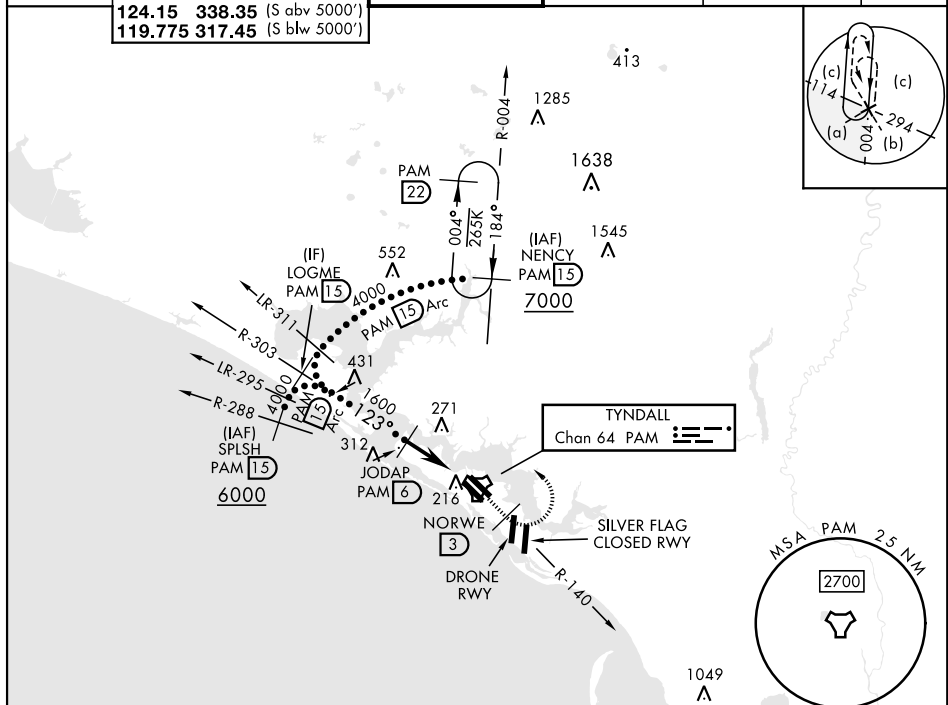 124.15 338.35 (S abv 5000')
119.775 317.45 (S blw 5000')
413
1285
R-004
PAM
22
1638
004°
265K
184°
1545
(IAF)
NENCY
PAM 15
7000
552
(IF)
LOGME
PAM 15
4000
PAM 15 Arc
LR-311
R-303
LR-295
R-288
4000
PAM
15
Arc
431
1600
123°
271
(IAF)
SPLSH
PAM 15
6000
312
JODAP
PAM 6
216
TYNDALL
Chan 64 PAM
NORWE
3
SILVER FLAG
CLOSED RWY
DRONE
RWY
R-140
1049
MSA PAM 25 NM
2700
(c)
(c)
114
294
(a)
004
(b)